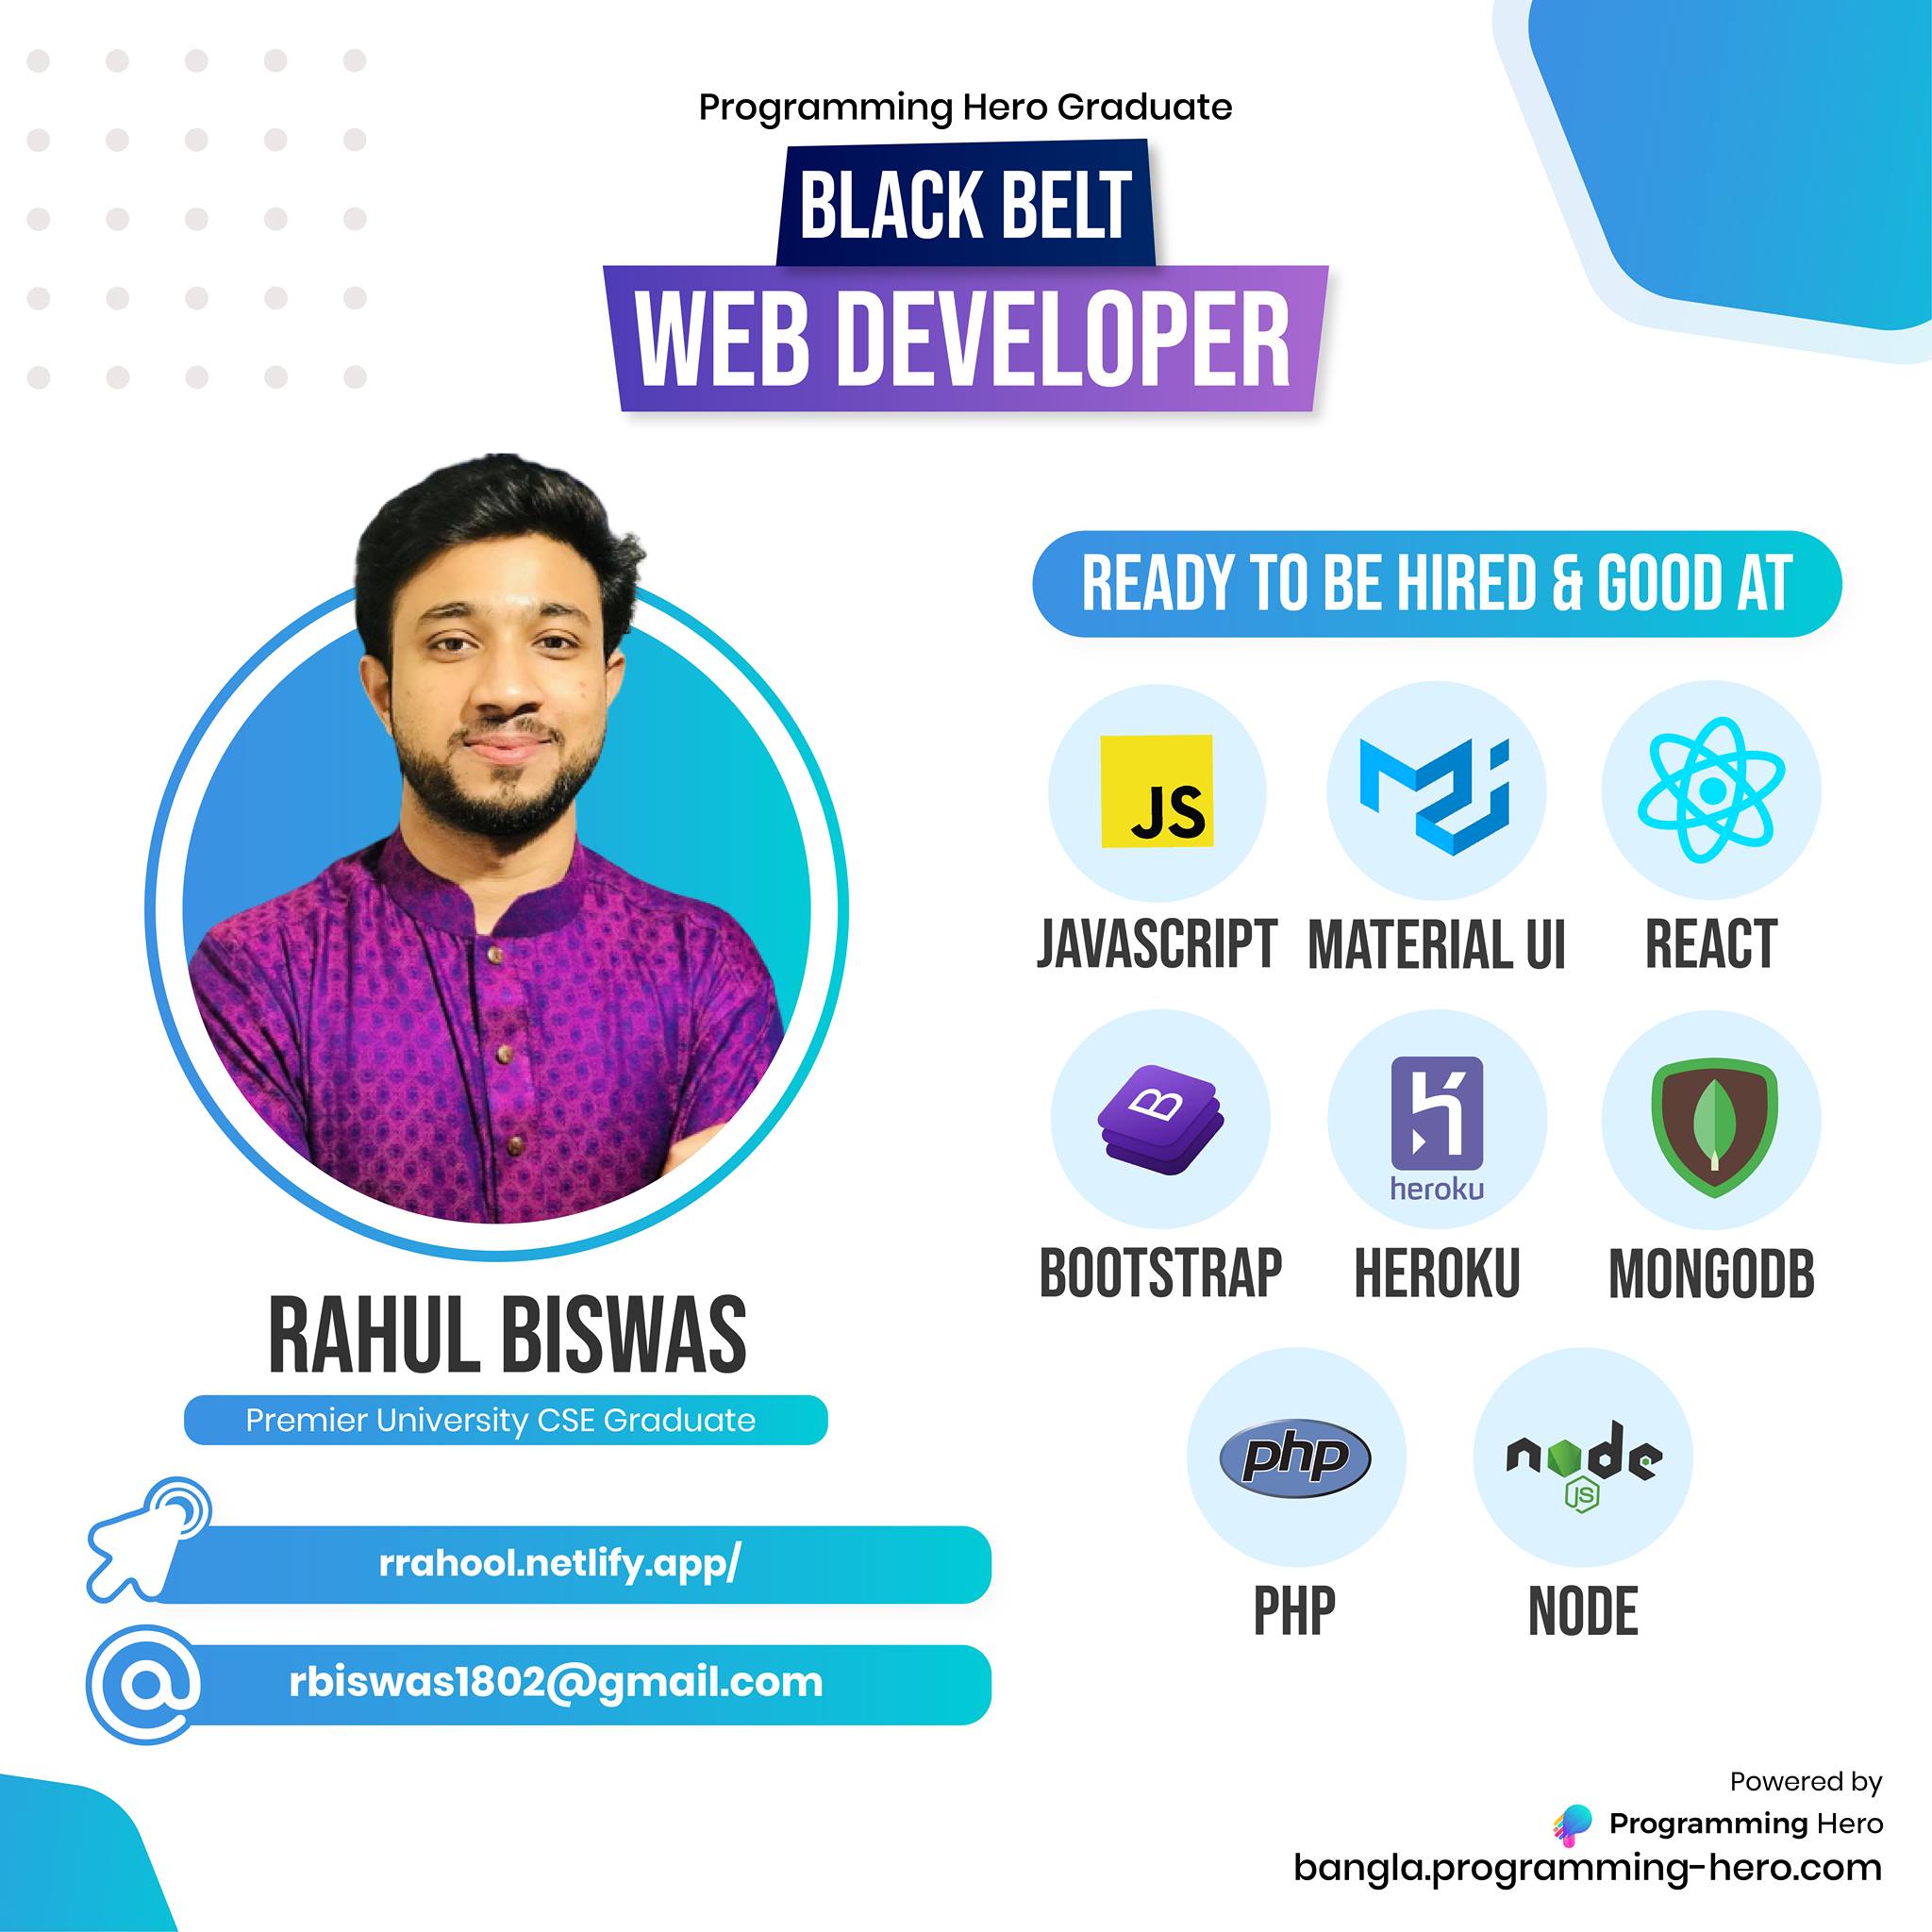 Programming Hero Graduate
BLACK BELT
WEB DEVELOPER
READY TO BE HIRED & GOOD AT
JS
JAVASCRIPT
MATERIAL UI
REACT
B
heroku
BOOTSTRAP
HEROKU
MONGODB
php
node
JS
PHP
NODE
RAHUL BISWAS
Premier University CSE Graduate
rrahool.netlify.app/
@
rbiswas1802@gmail.com
Powered by
Programming Hero
bangla.programming-hero.com